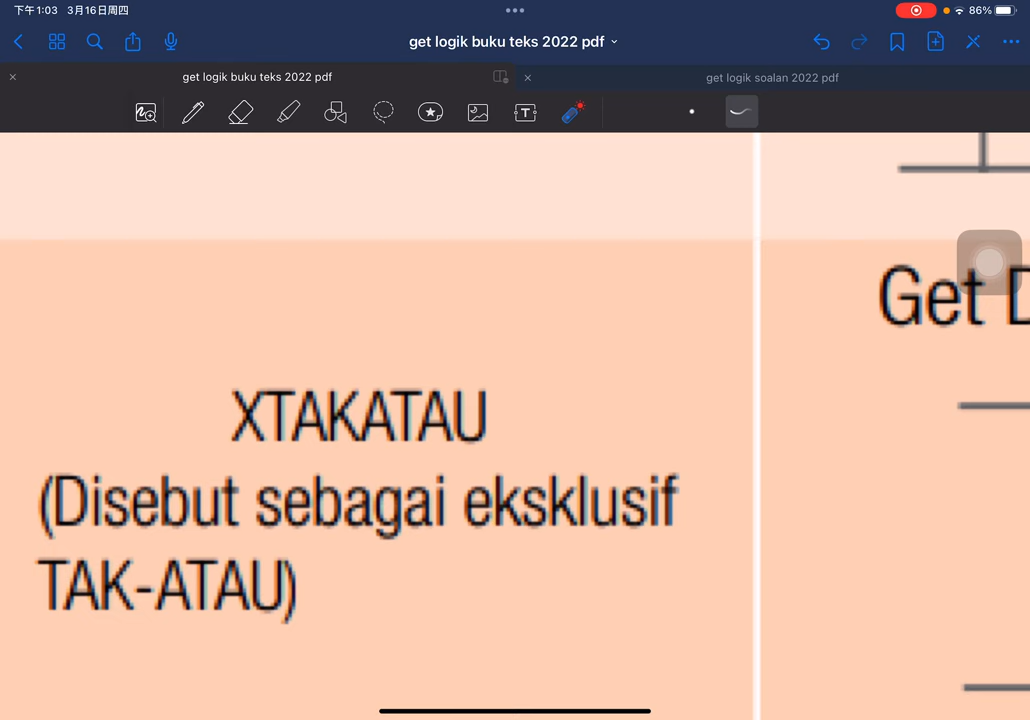 下午1:03 3月16日周四
86%
get logik buku teks 2022 pdf
get logik buku teks 2022 pdf
get logik soalan 2022 pdf
T
XTAKATAU
(Disebut sebagai eksklusif
TAK-ATAU)
Get